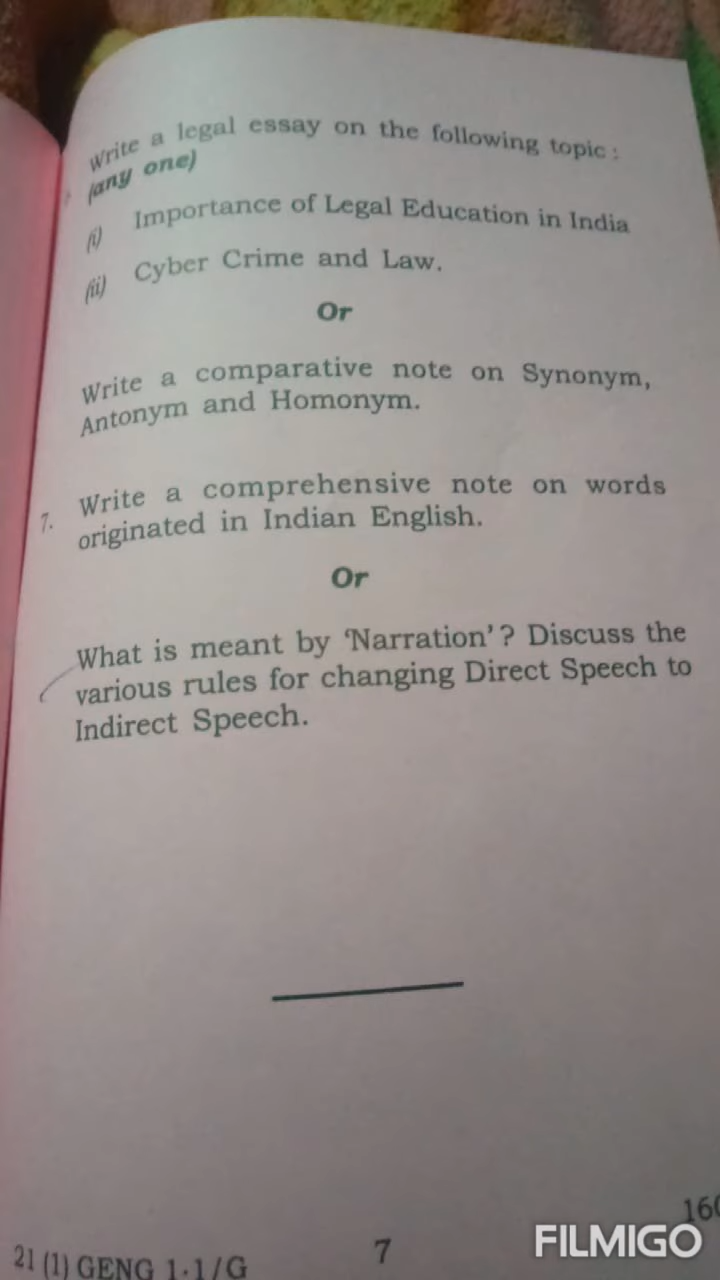 Write a legal essay on the following topic :
(any one)
(i) Importance of Legal Education in India
(ii) Cyber Crime and Law.
Or
Write a comparative note on Synonym,
Antonym and Homonym.
7. Write a comprehensive note on words
originated in Indian English.
Or
What is meant by 'Narration'? Discuss the
various rules for changing Direct Speech to
Indirect Speech.
160
21 (1) GENG 1·1/G 7
FILMIGO